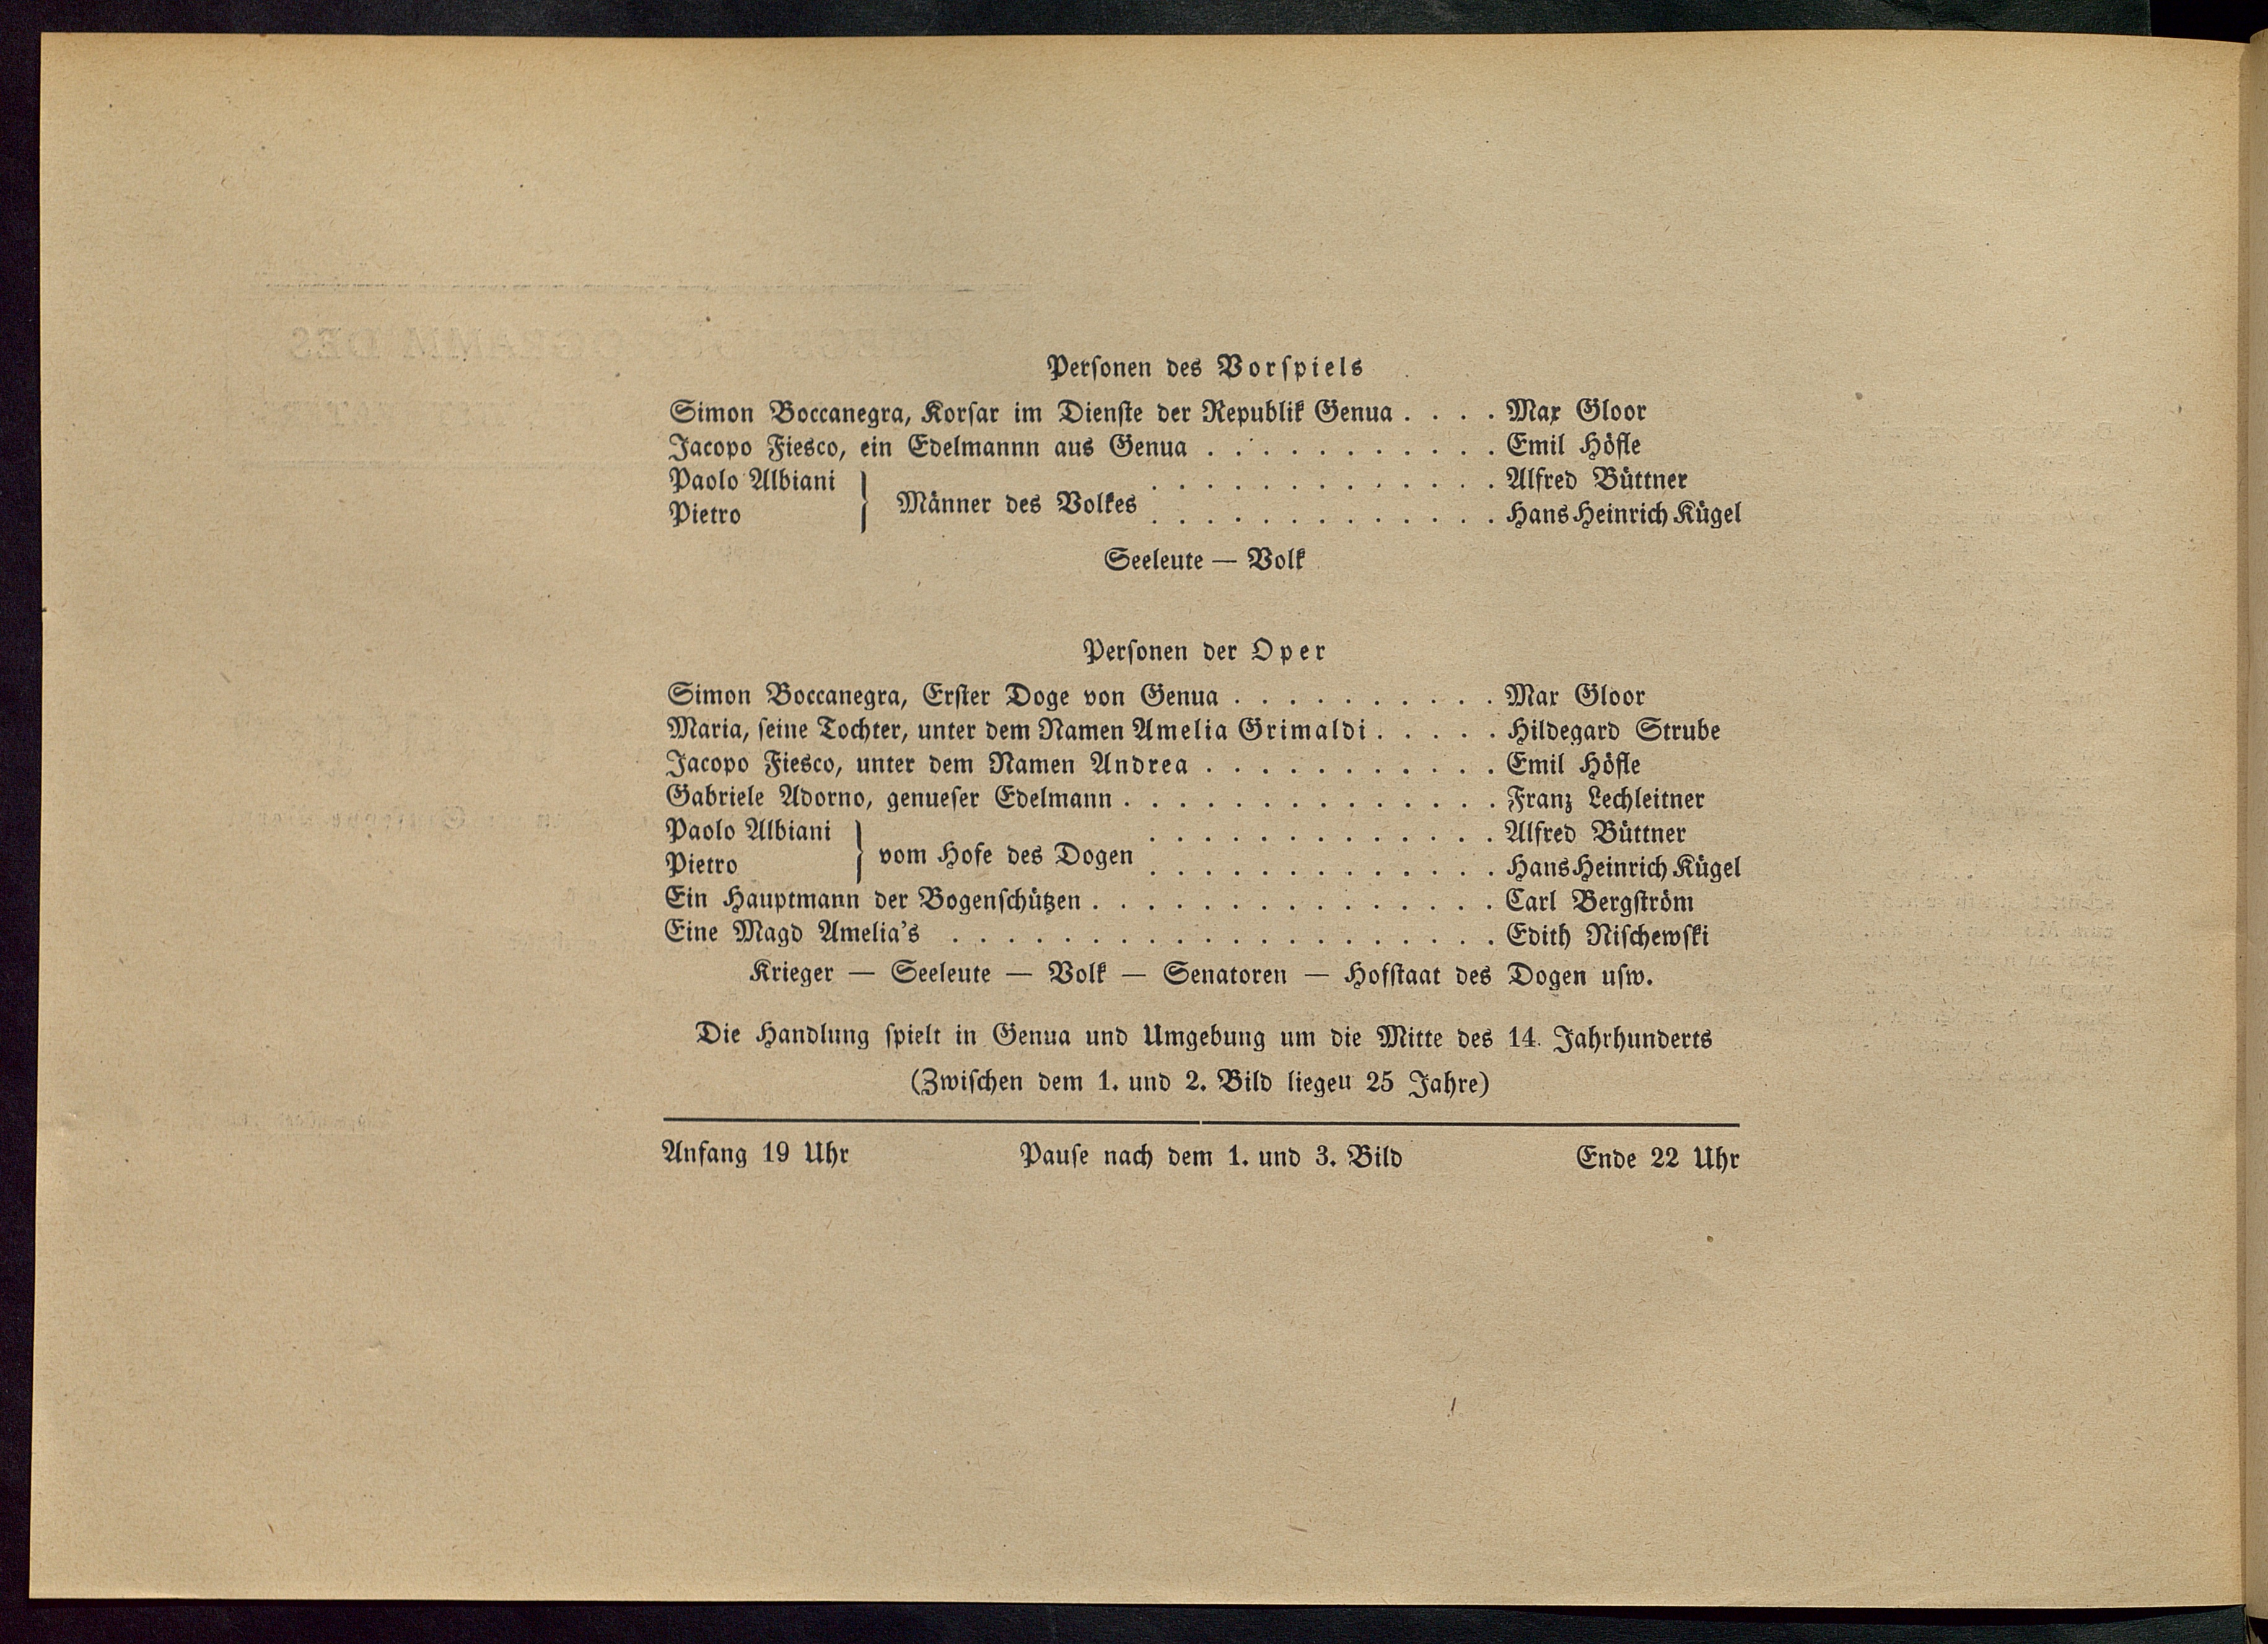 Personen des Vorspiels
Simon Boccanegra, Korsar im Dienste der Republik Genua . . . . Max Gloor
Jacopo Fiesco, ein Edelmannn aus Genua . . . . . . . . . . . Emil Höfle
Paolo Albiani } Männer des Volkes . . . . . . . . . . . . . Alfred Büttner
Pietro . . . . . . . . . . . . . Hans Heinrich Kügel
Seeleute — Volk
Personen der Oper
Simon Boccanegra, Erster Doge von Genua . . . . . . . . . . Max Gloor
Maria, seine Tochter, unter dem Namen Amelia Grimaldi . . . . . Hildegard Strube
Jacopo Fiesco, unter dem Namen Andrea . . . . . . . . . . . Emil Höfle
Gabriele Adorno, genueser Edelmann . . . . . . . . . . . . . . Franz Lechleitner
Paolo Albiani } vom Hofe des Dogen . . . . . . . . . . . . . Alfred Büttner
Pietro . . . . . . . . . . . . . Hans Heinrich Kügel
Ein Hauptmann der Bogenschützen . . . . . . . . . . . . . . . Carl Bergström
Eine Magd Amelia's . . . . . . . . . . . . . . . . . . . . Edith Nischewski
Krieger — Seeleute — Volk — Senatoren — Hofstaat des Dogen usw.
Die Handlung spielt in Genua und Umgebung um die Mitte des 14. Jahrhunderts
(Zwischen dem 1. und 2. Bild liegeu 25 Jahre)
Anfang 19 Uhr Pause nach dem 1. und 3. Bild Ende 22 Uhr